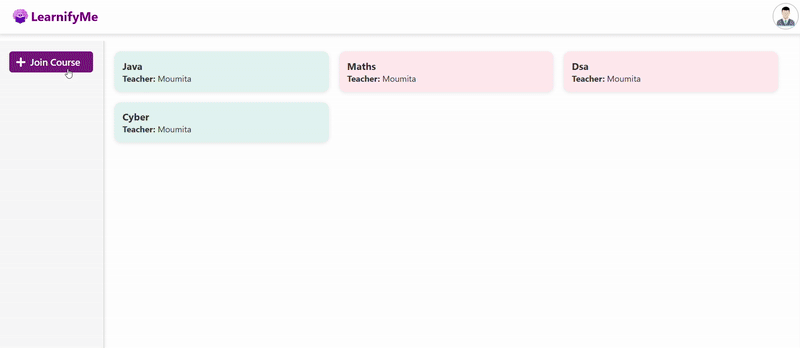 LearnifyMe
Join Course
Java
Teacher: Moumita
Maths
Teacher: Moumita
Dsa
Teacher: Moumita
Cyber
Teacher: Moumita